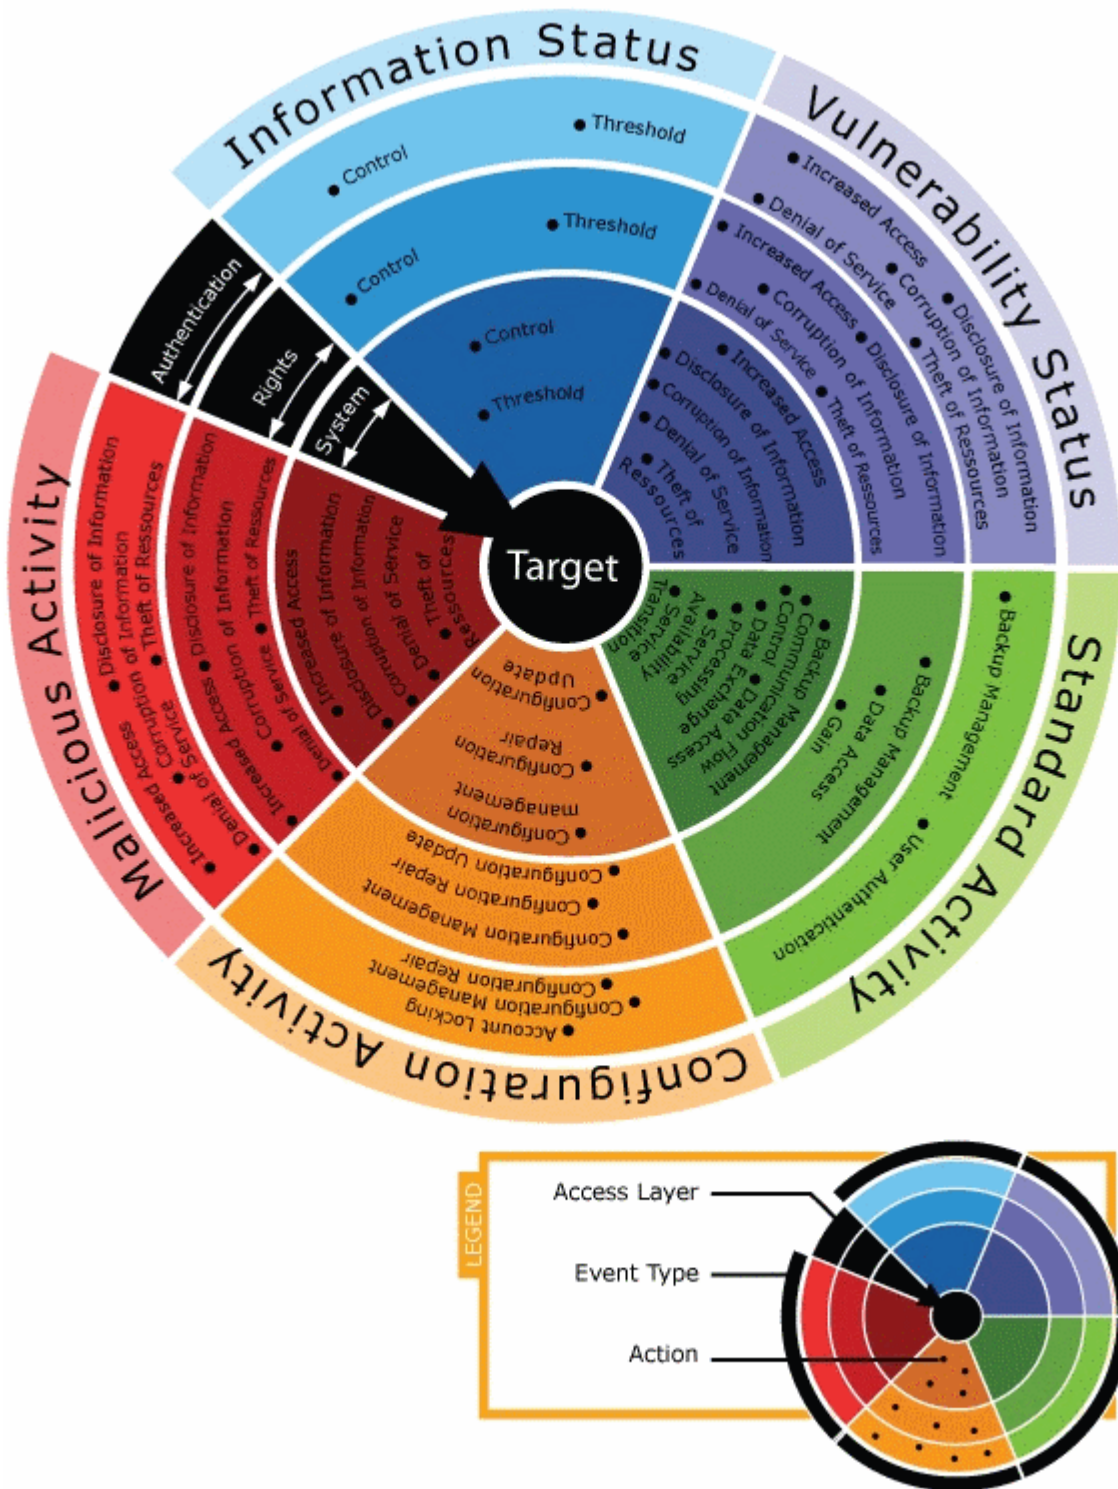 Information Status
Threshold
Control
Threshold
Control
Control
Threshold
Vulnerability Status
Increased Access
Denial of Service
Disclosure of Information
Corruption of Information
Theft of Ressources
Increased Access
Denial of Service
Corruption of Information
Disclosure of Information
Theft of Ressources
Increased Access
Disclosure of Information
Corruption of Information
Denial of Service
Theft of
Ressources
Authentication
Rights
System
Target
Standard Activity
Backup Management
User Authentication
Backup Management
Data Access
Gain
Backup Management
Communication Flow
Control
Data Access
Data Exchange
Processing
Service
Availability
Service
Transition
Configuration Activity
Configuration
Update
Configuration
Repair
Configuration
management
Configuration Update
Configuration Repair
Configuration Management
Configuration Repair
Configuration Management
Account Locking
Malicious Activity
Disclosure of Information
Theft of Ressources
Corruption of Information
Increased Access
Denial of Service
Disclosure of Information
Theft of Ressources
Corruption of Information
Increased Access
Denial of Service
Increased Access
Disclosure of Information
Corruption of Information
Denial of Service
Theft of
Ressources
LEGEND
Access Layer
Event Type
Action